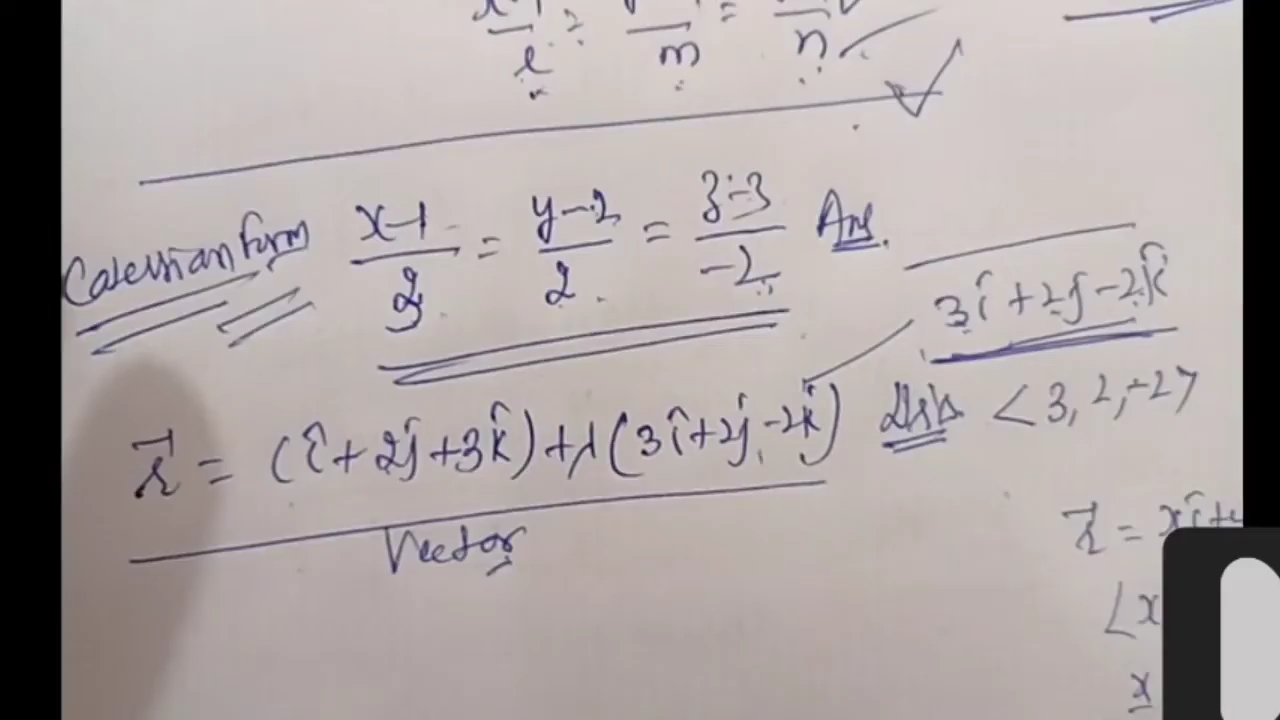 l m n
Cartesian form x-1/3 = y-2/2 = z-3/-2 Ans.
3î+2ĵ-2k̂
r⃗ = (î+2ĵ+3k̂)+λ(3î+2ĵ-2k̂) <3,2,-2>
Vector
r⃗ = xî+
<x
x